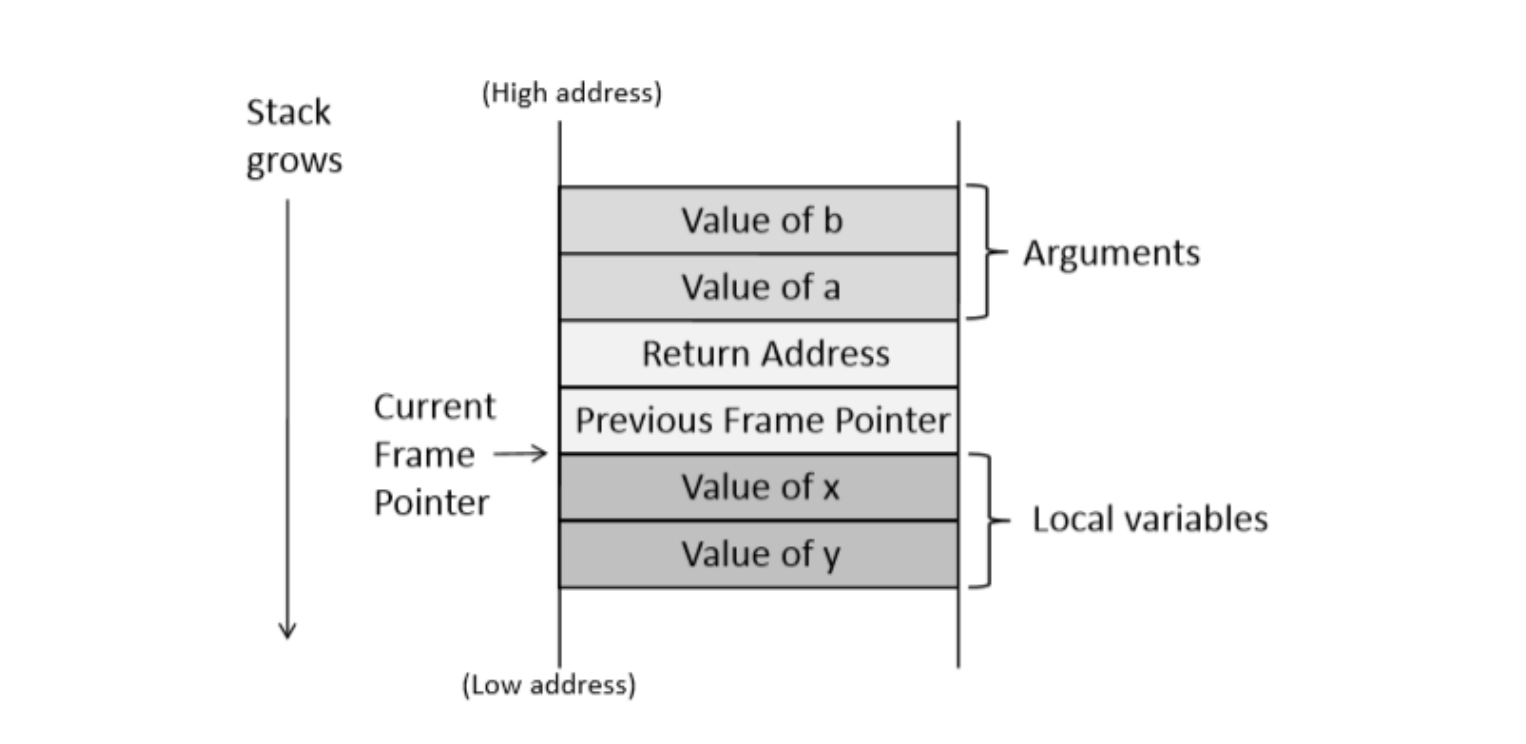 (High address)
Stack
grows
Value of b
Value of a
Arguments
Return Address
Previous Frame Pointer
Current
Frame
Pointer
Value of x
Value of y
Local variables
(Low address)